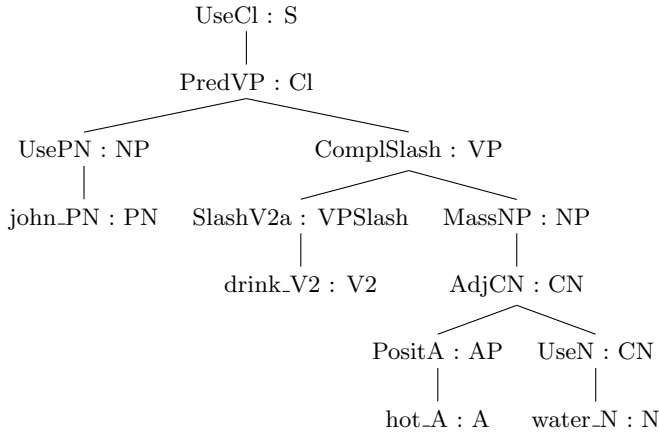 UseCl : S
PredVP : Cl
UsePN : NP ComplSlash : VP
john_PN : PN SlashV2a : VPSlash MassNP : NP
drink_V2 : V2 AdjCN : CN
PositA : AP UseN : CN
hot_A : A water_N : N